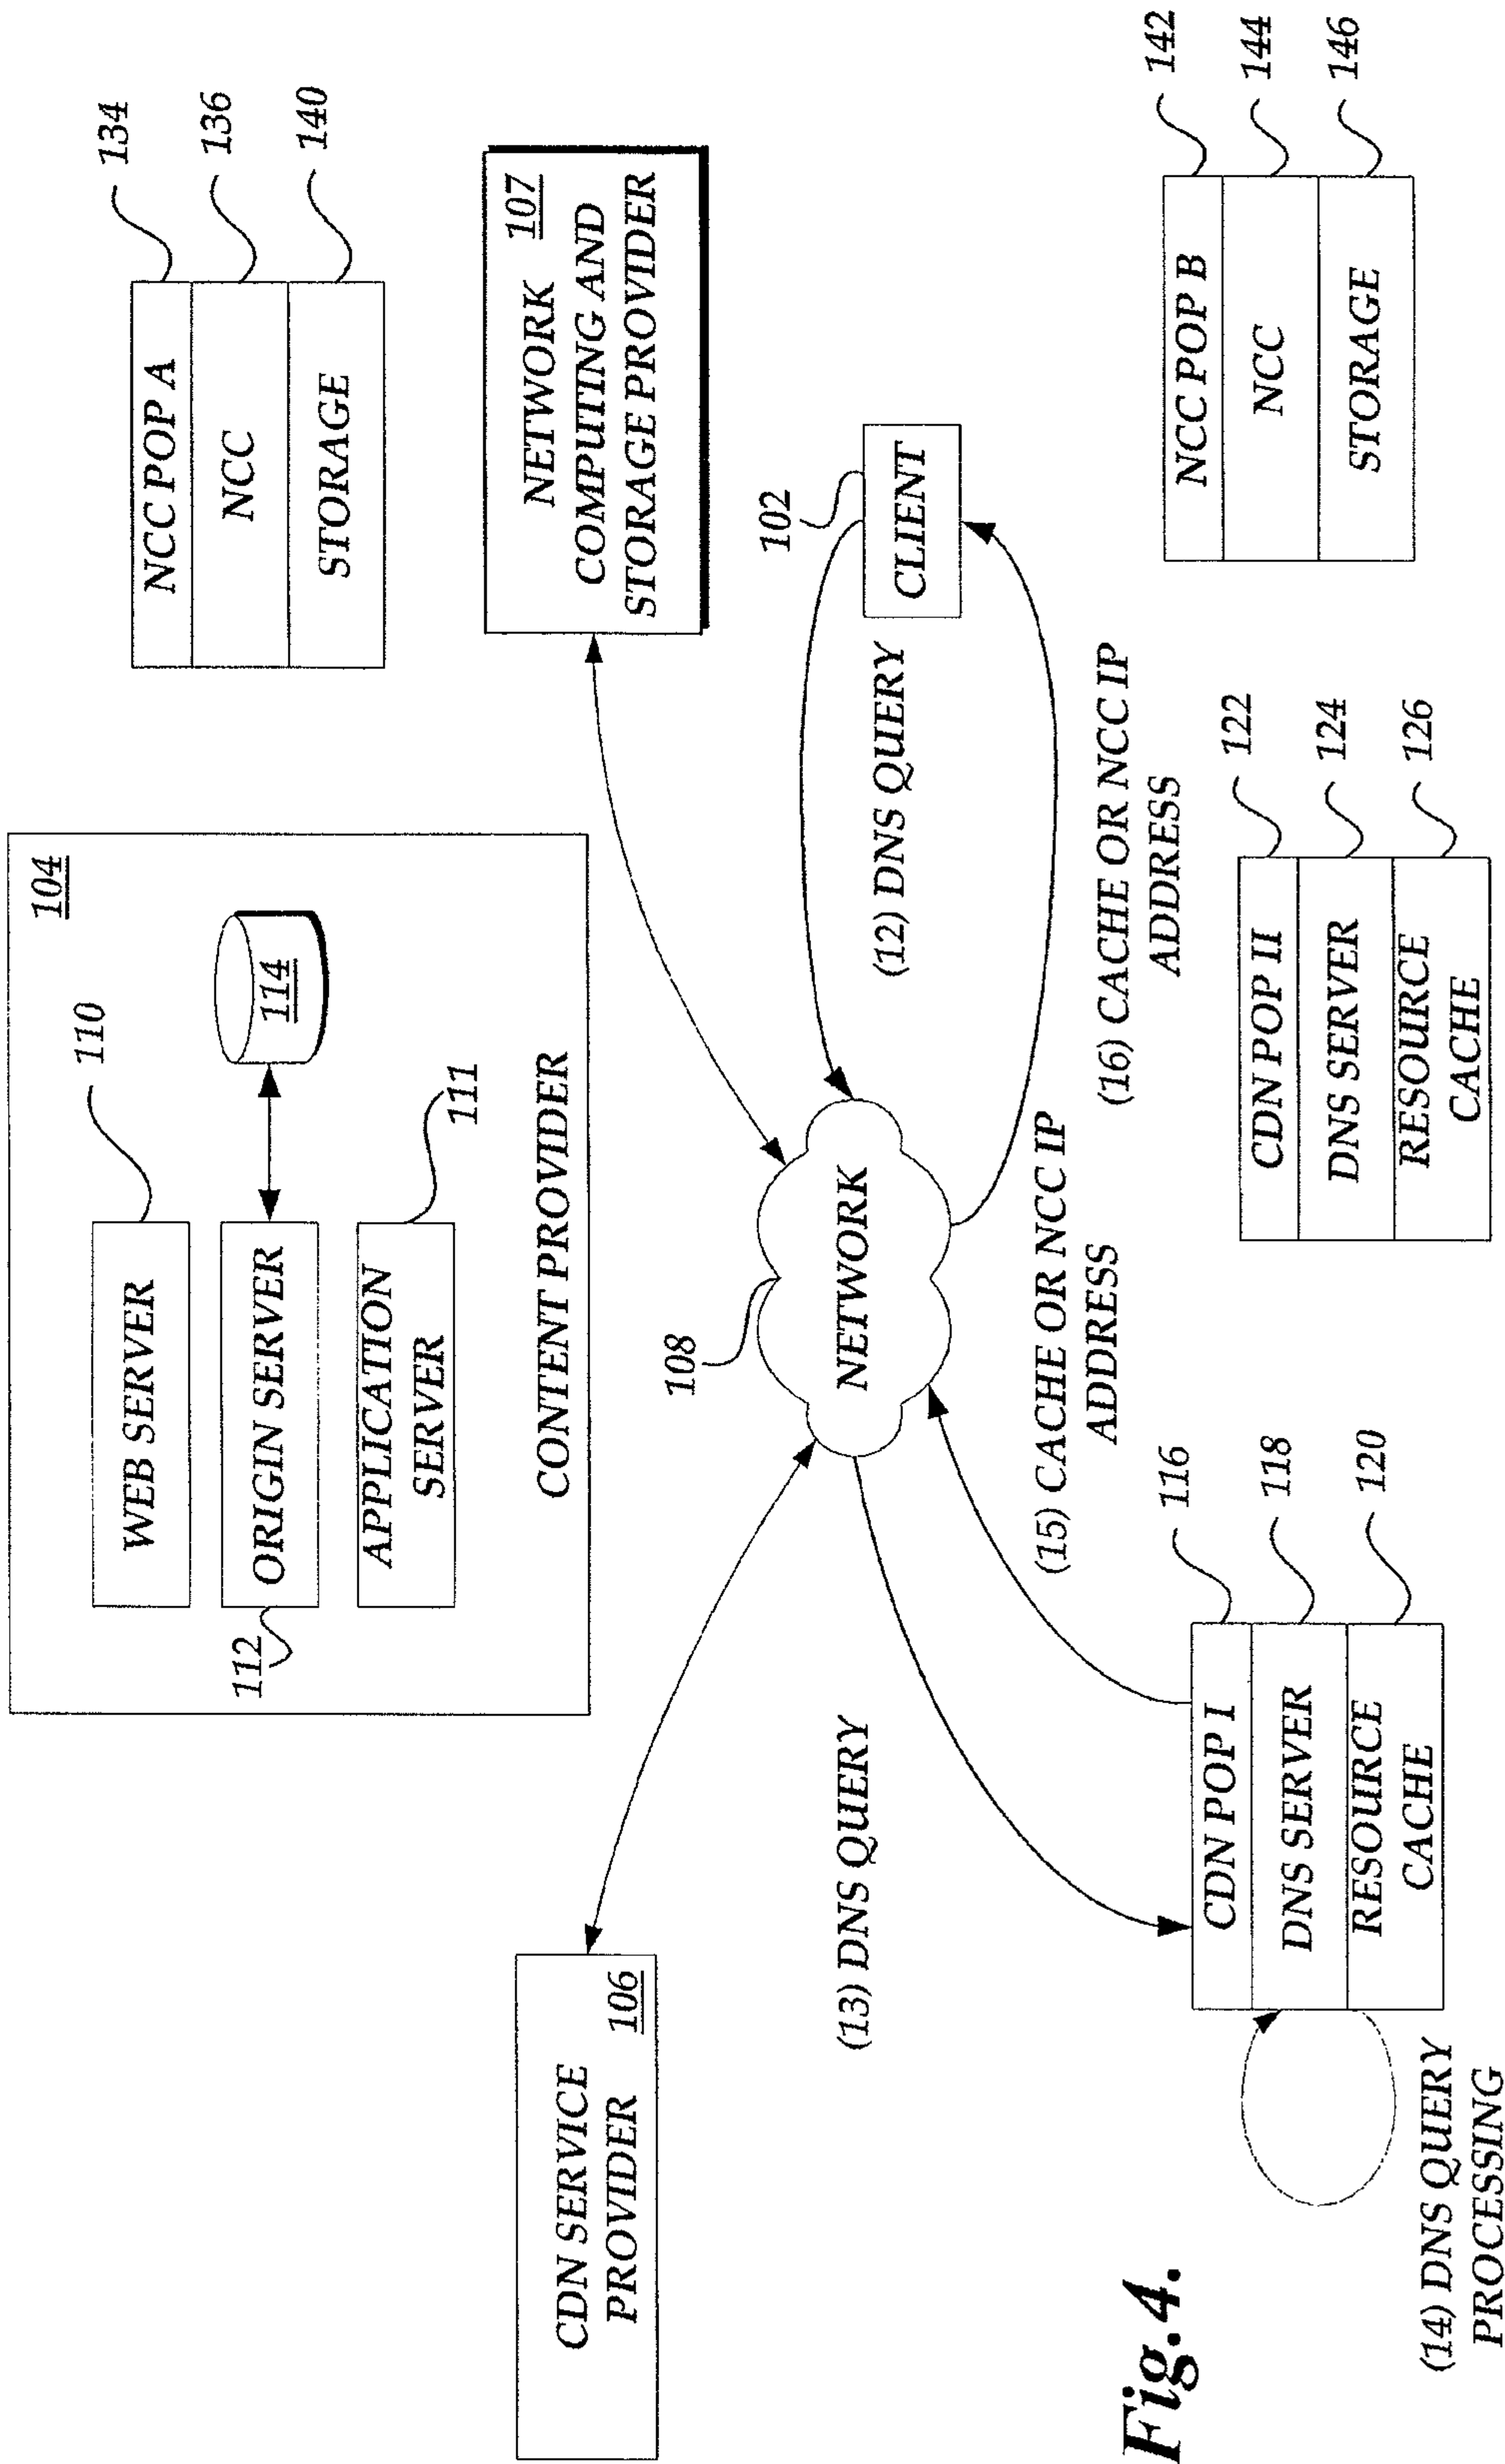 104
WEB SERVER
110
ORIGIN SERVER
112
114
APPLICATION
SERVER
111
CONTENT PROVIDER
NCC POP A
NCC
STORAGE
134
136
140
CDN SERVICE
PROVIDER
106
NETWORK
107
COMPUTING AND
STORAGE PROVIDER
108
NETWORK
102
CLIENT
(12) DNS QUERY
(13) DNS QUERY
(15) CACHE OR NCC IP
ADDRESS
(16) CACHE OR NCC IP
ADDRESS
CDN POP I
DNS SERVER
RESOURCE
CACHE
116
118
120
CDN POP II
DNS SERVER
RESOURCE
CACHE
122
124
126
NCC POP B
NCC
STORAGE
142
144
146
(14) DNS QUERY
PROCESSING
Fig.4.